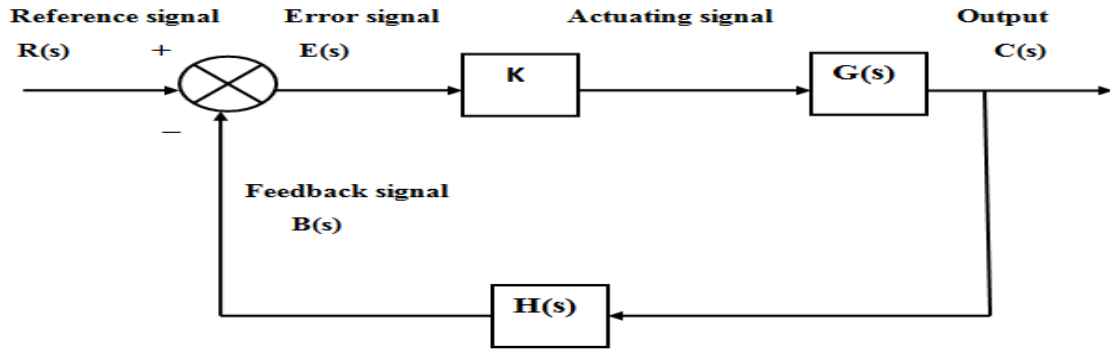 Reference signal
Error signal
Actuating signal
Output
R(s)
+
E(s)
K
G(s)
C(s)
−
Feedback signal
B(s)
H(s)